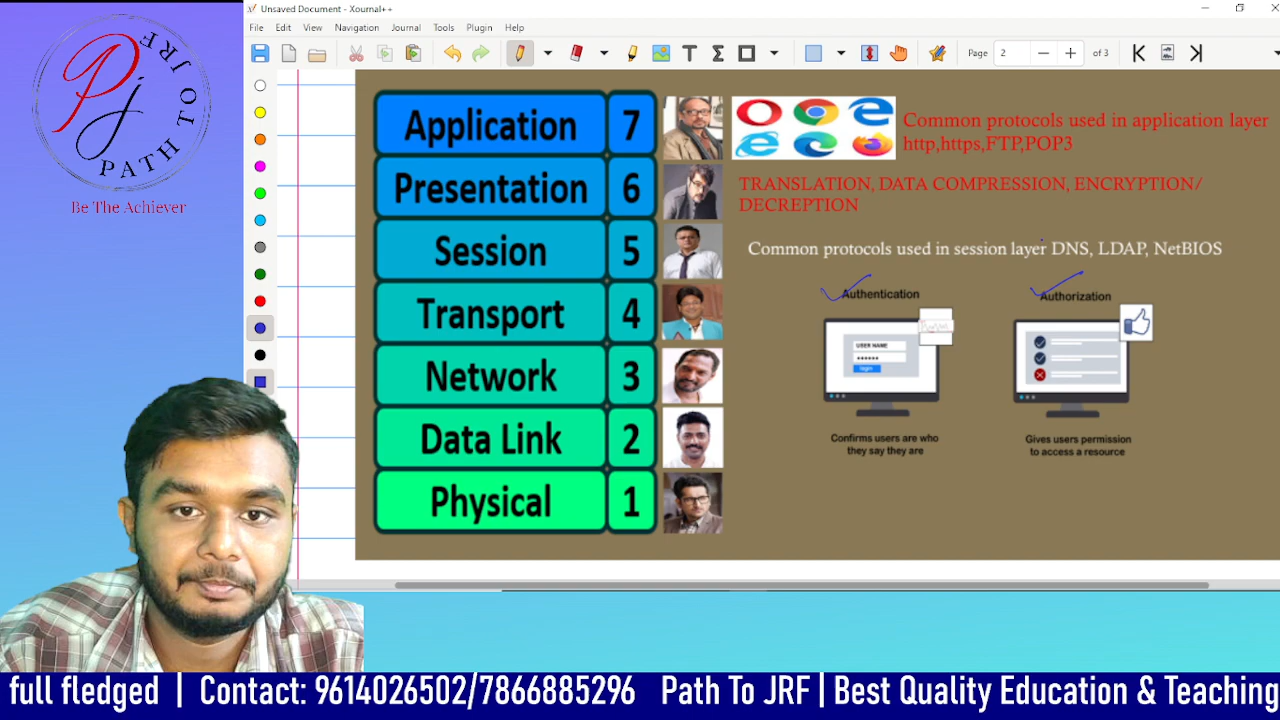 PJ
PATH TO JRF
Be The Achiever
Unsaved Document - Xournal++
File Edit View Navigation Journal Tools Plugin Help
Page 2 of 3
Application 7
Presentation 6
Session 5
Transport 4
Network 3
Data Link 2
Physical 1
Common protocols used in application layer
http,https,FTP,POP3
TRANSLATION, DATA COMPRESSION, ENCRYPTION/
DECREPTION
Common protocols used in session layer DNS, LDAP, NetBIOS
Authentication
USER NAME
login
Confirms users are who
they say they are
Authorization
Gives users permission
to access a resource
full fledged | Contact: 9614026502/7866885296 Path To JRF | Best Quality Education & Teaching